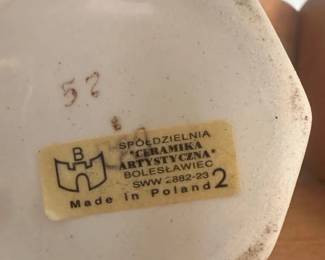 52
B
SPÓŁDZIELNIA
"CERAMIKA
ARTYSTYCZNA"
BOLESŁAWIEC
SWW 2882-23
Made in Poland 2